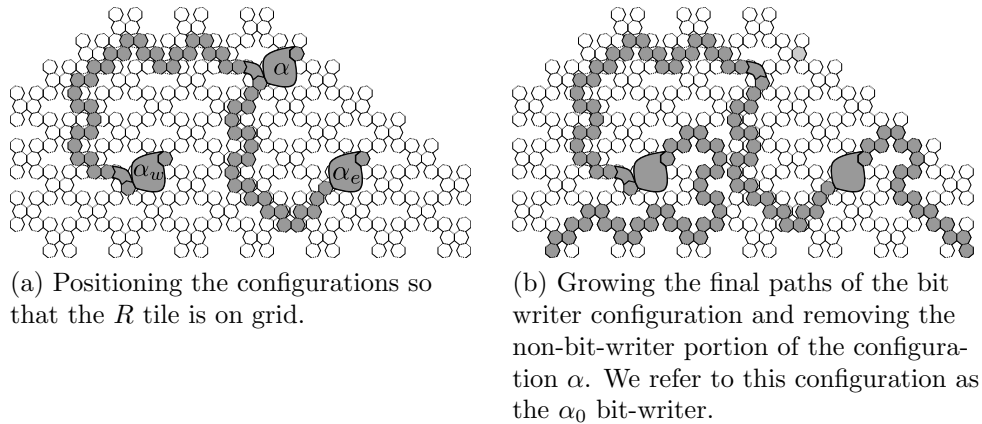 α
α_w
α_e
(a) Positioning the configurations so
that the R tile is on grid.
(b) Growing the final paths of the bit
writer configuration and removing the
non-bit-writer portion of the configura-
tion α. We refer to this configuration as
the α₀ bit-writer.